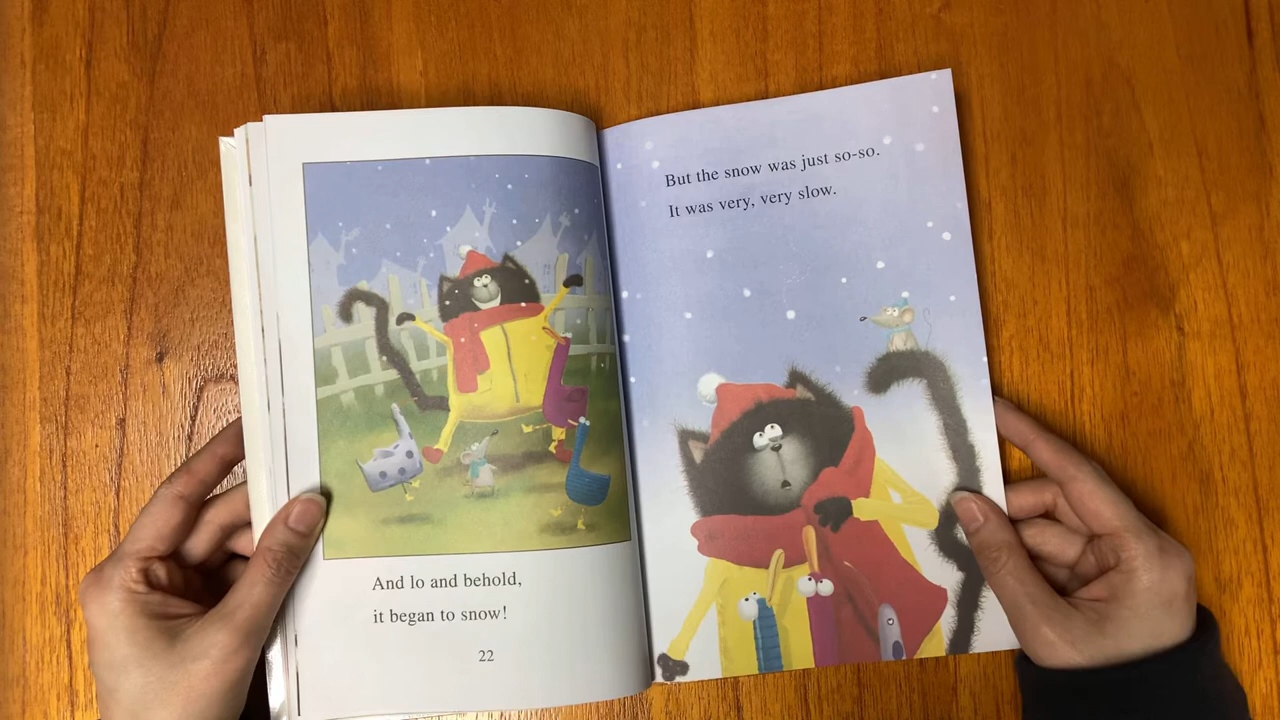 And lo and behold,
it began to snow!
22
But the snow was just so-so.
It was very, very slow.